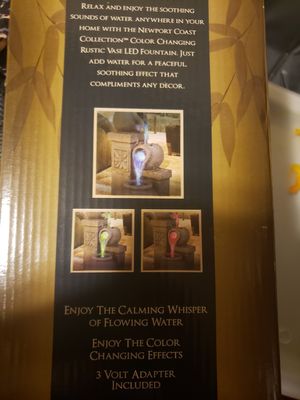 Relax and enjoy the soothing
sounds of water anywhere in your
home with the Newport Coast
Collection™ Color Changing
Rustic Vase LED Fountain. Just
add water for a peaceful,
soothing effect that
compliments any décor.
Enjoy The Calming Whisper
of Flowing Water
Enjoy The Color
Changing Effects
3 Volt Adapter
Included